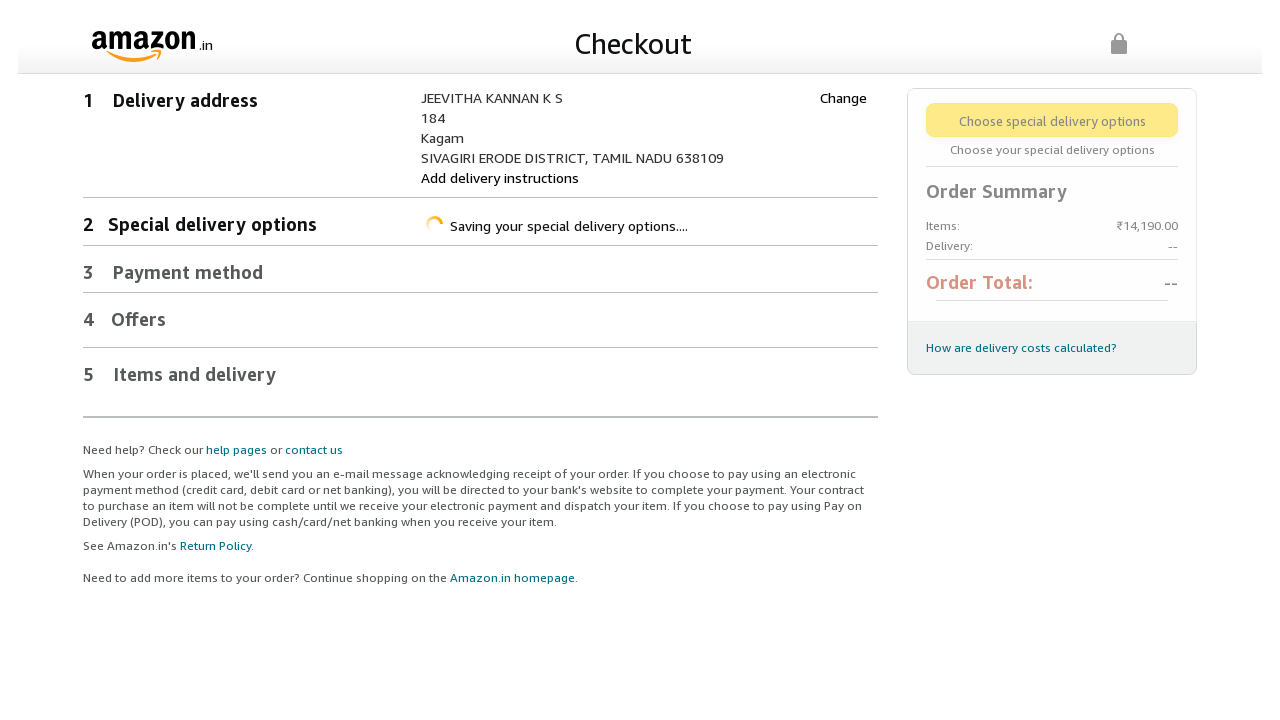 amazon.in
Checkout
1 Delivery address
JEEVITHA KANNAN K S
184
Kagam
SIVAGIRI ERODE DISTRICT, TAMIL NADU 638109
Add delivery instructions
Change
2 Special delivery options
Saving your special delivery options....
3 Payment method
4 Offers
5 Items and delivery
Need help? Check our help pages or contact us
When your order is placed, we'll send you an e-mail message acknowledging receipt of your order. If you choose to pay using an electronic
payment method (credit card, debit card or net banking), you will be directed to your bank's website to complete your payment. Your contract
to purchase an item will not be complete until we receive your electronic payment and dispatch your item. If you choose to pay using Pay on
Delivery (POD), you can pay using cash/card/net banking when you receive your item.
See Amazon.in's Return Policy.
Need to add more items to your order? Continue shopping on the Amazon.in homepage.
Choose special delivery options
Choose your special delivery options
Order Summary
Items: ₹14,190.00
Delivery: --
Order Total: --
How are delivery costs calculated?